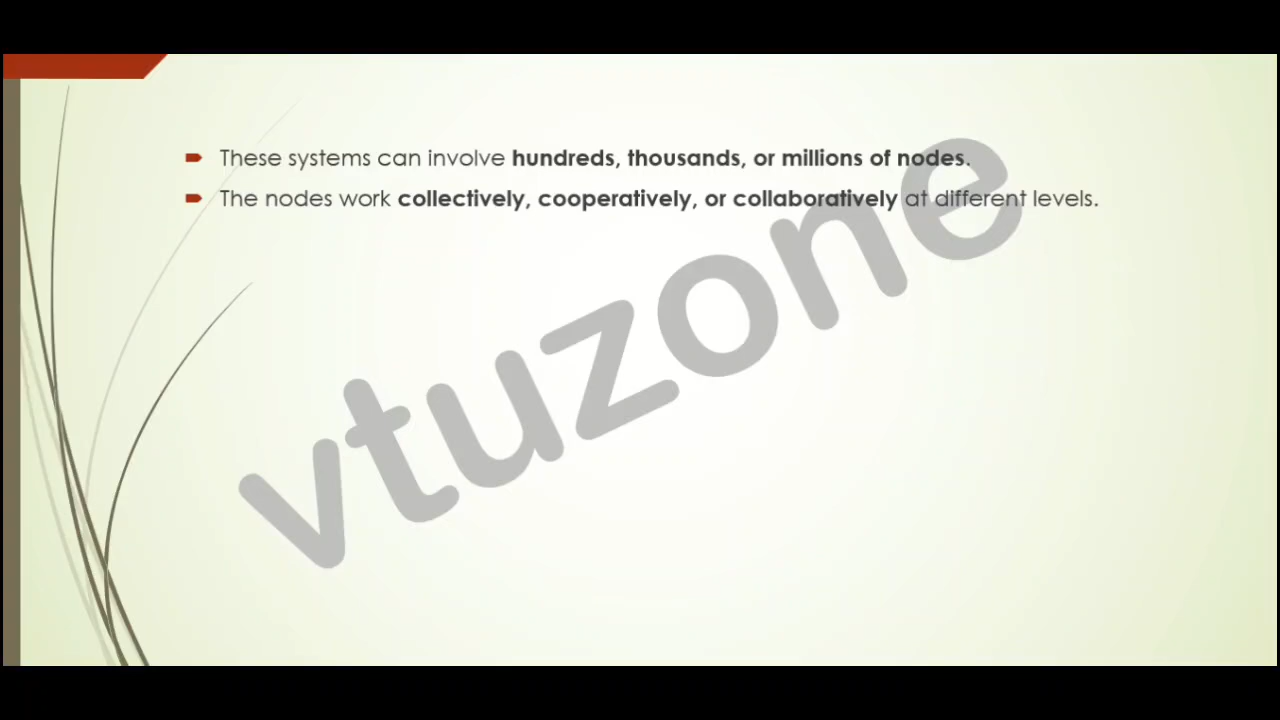 These systems can involve hundreds, thousands, or millions of nodes.
The nodes work collectively, cooperatively, or collaboratively at different levels.
vtuzone